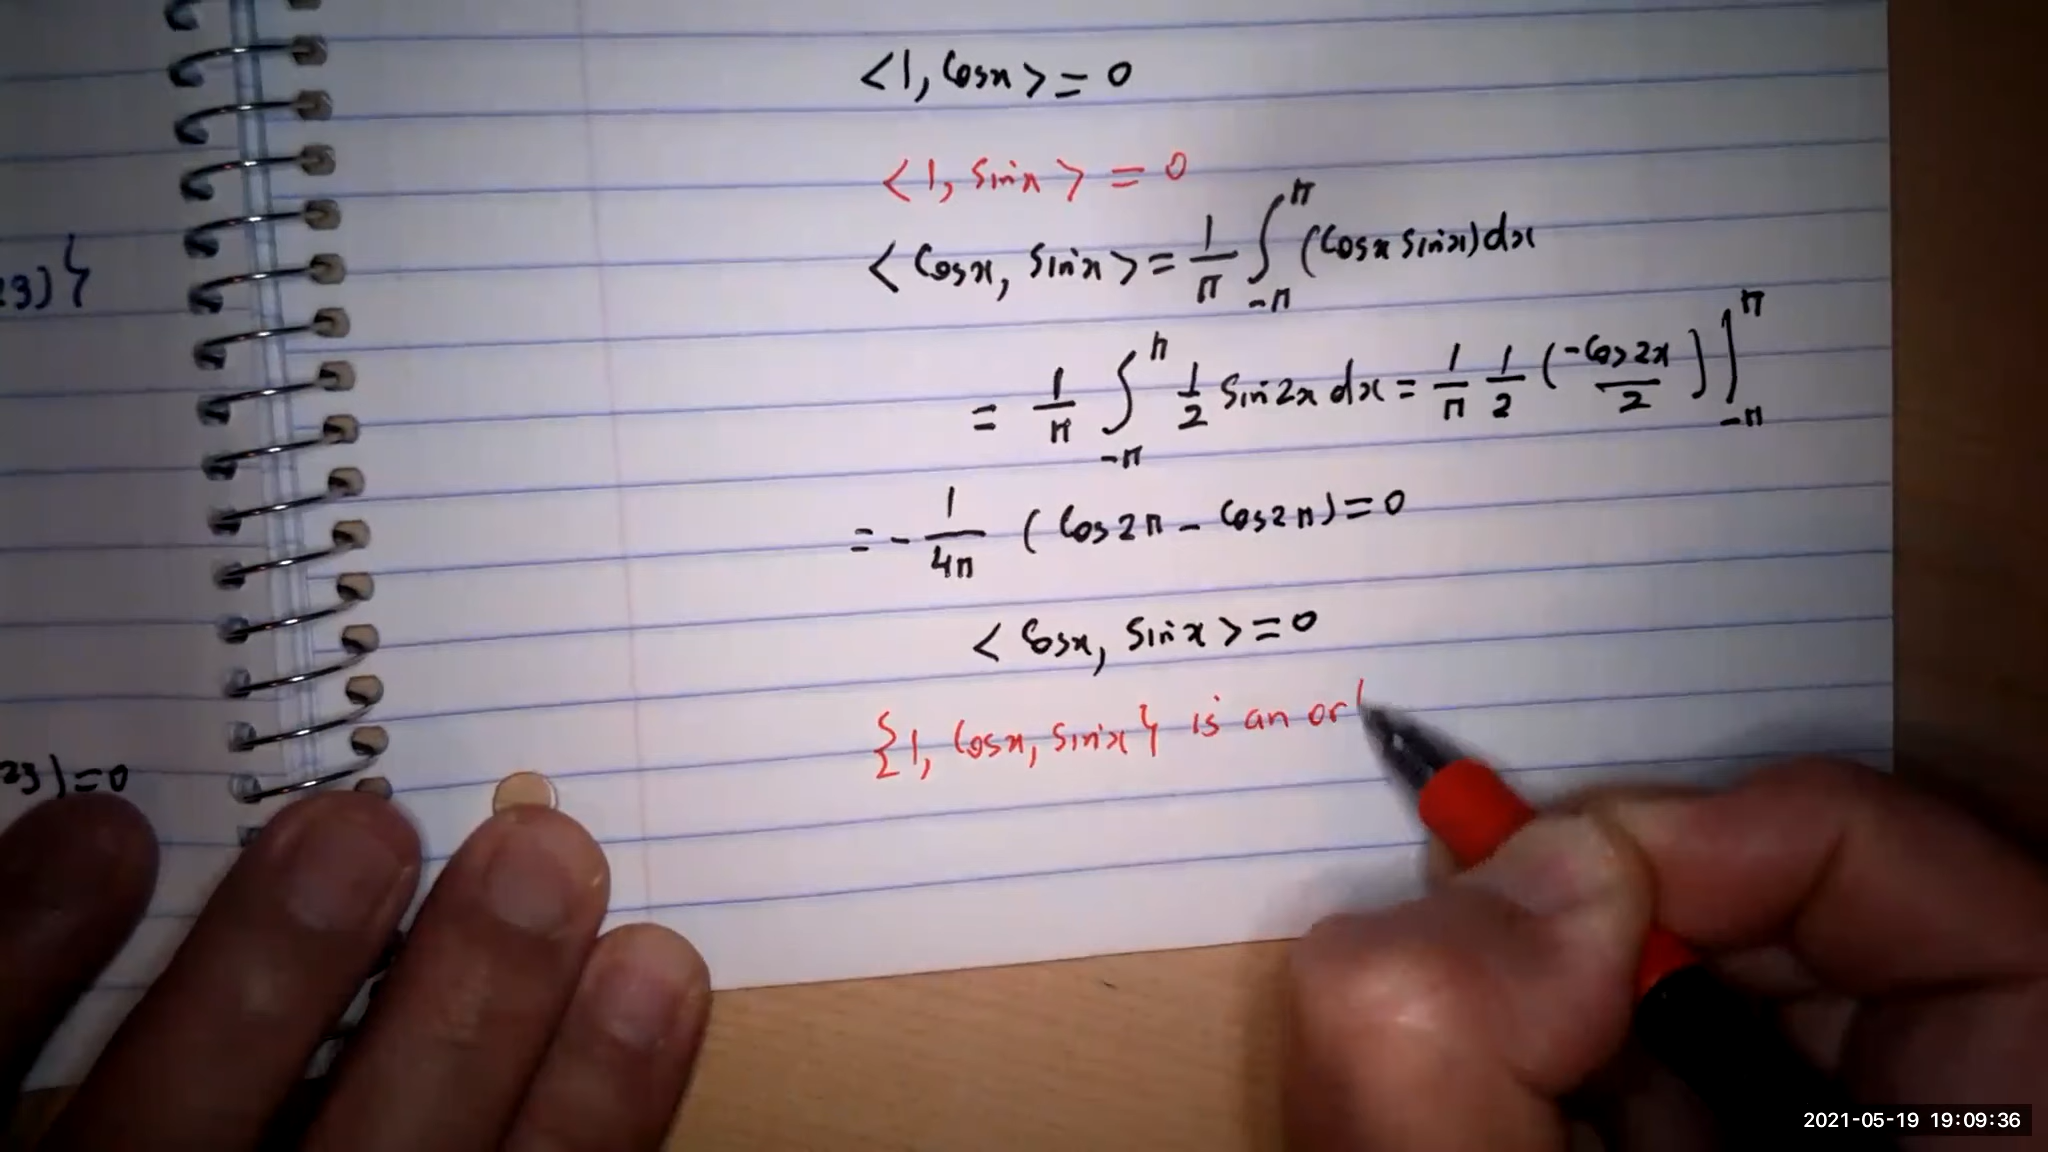 <1, Cosx> = 0
<1, Sinx> = 0
<Cosx, Sinx> = 1/π ∫_{-π}^{π} (Cosx Sinx) dx
= 1/π ∫_{-π}^{π} 1/2 Sin2x dx = 1/π 1/2 (-Cos2x/2)]_{-π}^{π}
= - 1/4π (Cos2π - Cos2π) = 0
<Cosx, Sinx> = 0
{1, Cosx, Sinx} is an or
)=0
2021-05-19 19:09:36